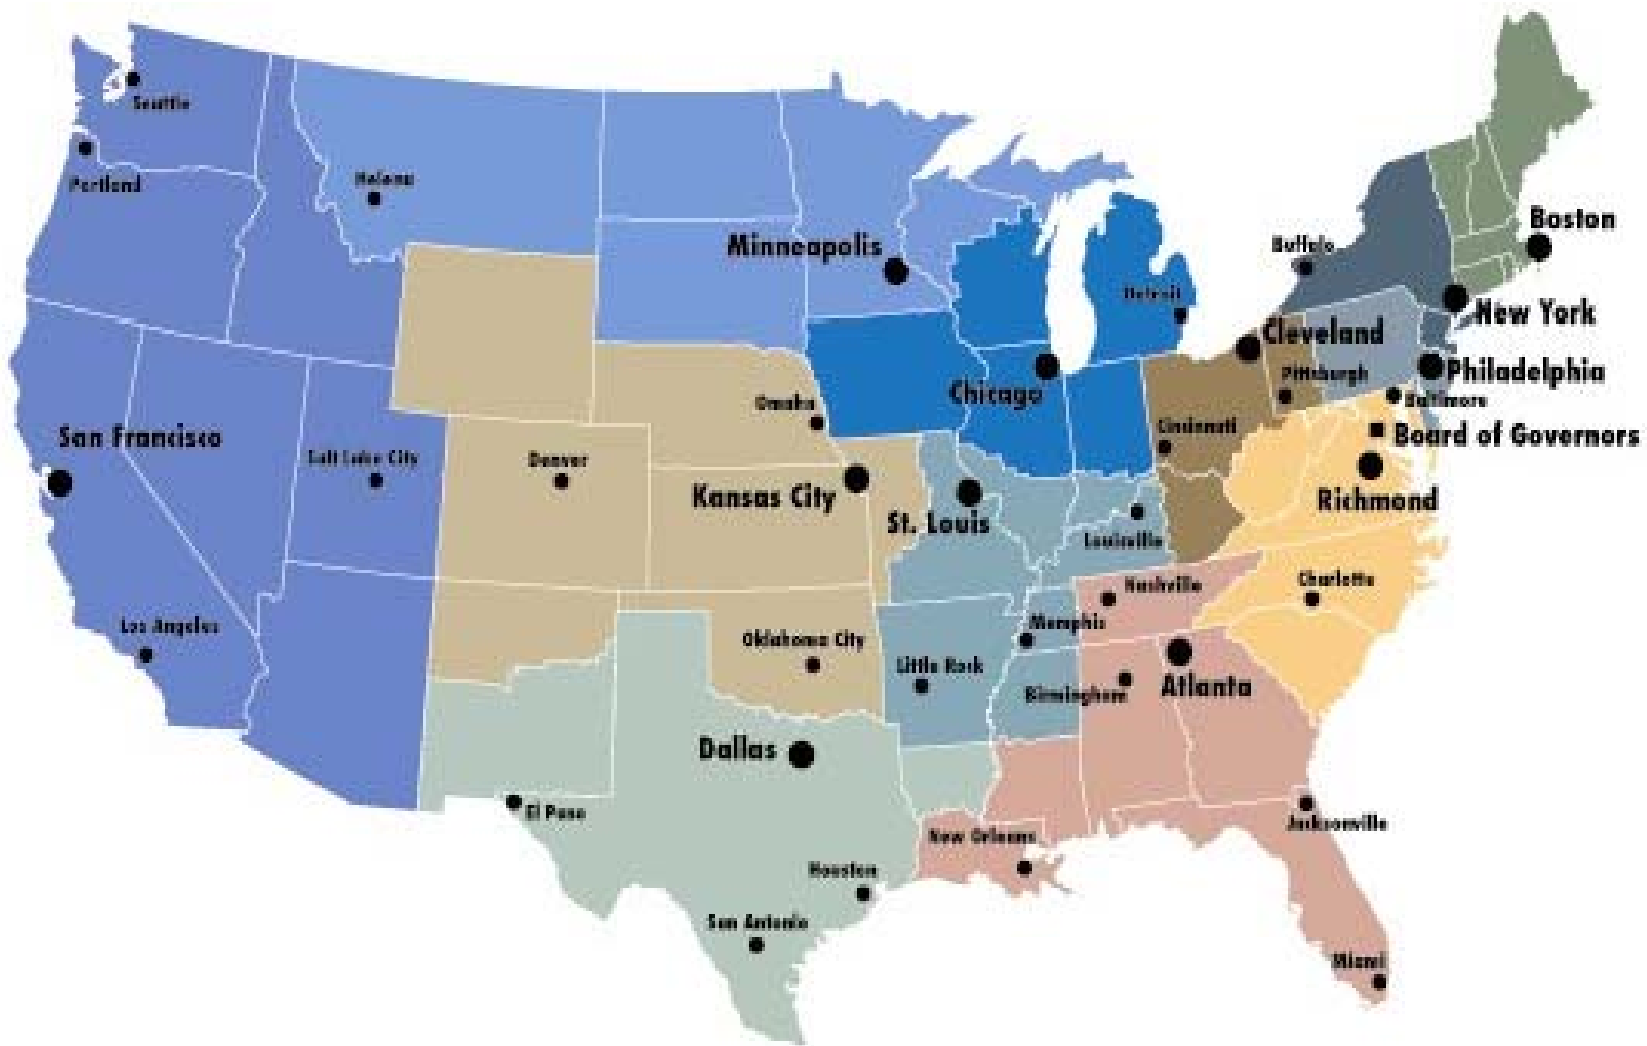 Seattle
Portland
Helena
Minneapolis
Boston
Buffalo
Detroit
New York
Cleveland
Pittsburgh
Philadelphia
Baltimore
Chicago
Omaha
Cincinnati
Board of Governors
San Francisco
Salt Lake City
Denver
Kansas City
St. Louis
Richmond
Louisville
Nashville
Charlotte
Los Angeles
Memphis
Oklahoma City
Little Rock
Birmingham
Atlanta
Dallas
El Paso
New Orleans
Jacksonville
Houston
San Antonio
Miami